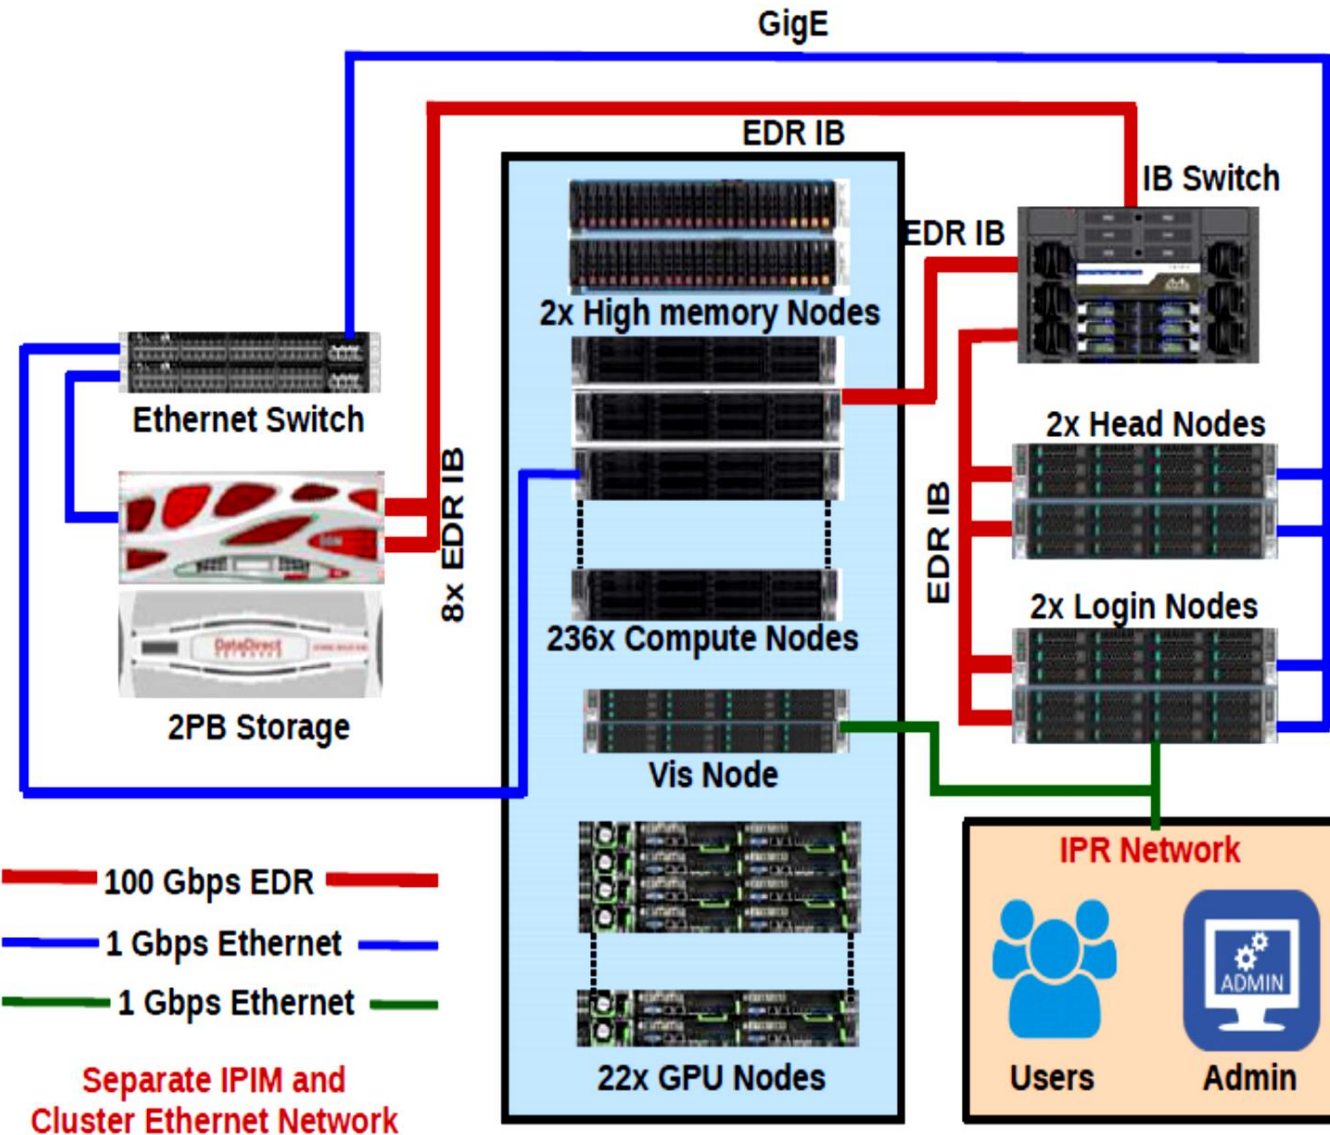 GigE
EDR IB
IB Switch
EDR IB
2x High memory Nodes
Ethernet Switch
2x Head Nodes
8x EDR IB
EDR IB
2x Login Nodes
236x Compute Nodes
DataDirect
NETWORKS
2PB Storage
Vis Node
IPR Network
100 Gbps EDR
1 Gbps Ethernet
ADMIN
1 Gbps Ethernet
22x GPU Nodes
Users
Admin
Separate IPIM and
Cluster Ethernet Network